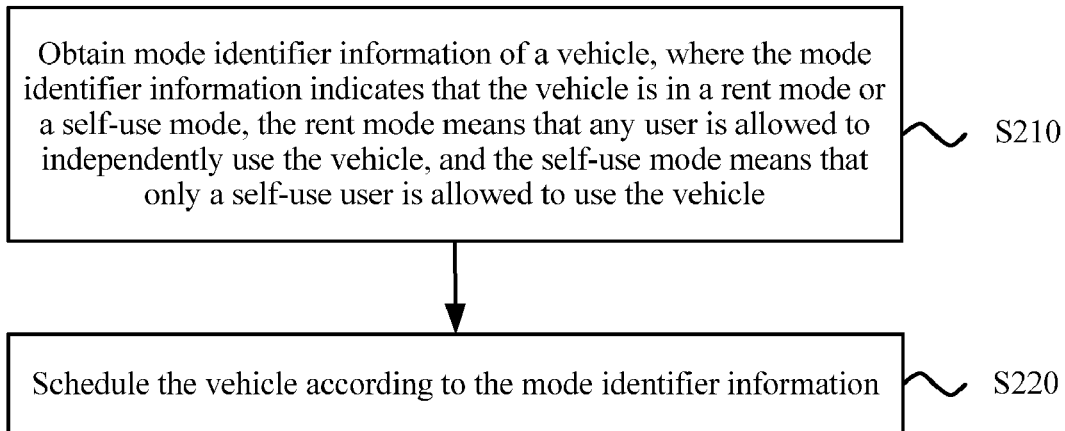 Obtain mode identifier information of a vehicle, where the mode
identifier information indicates that the vehicle is in a rent mode or
a self-use mode, the rent mode means that any user is allowed to
independently use the vehicle, and the self-use mode means that
only a self-use user is allowed to use the vehicle
S210
Schedule the vehicle according to the mode identifier information
S220